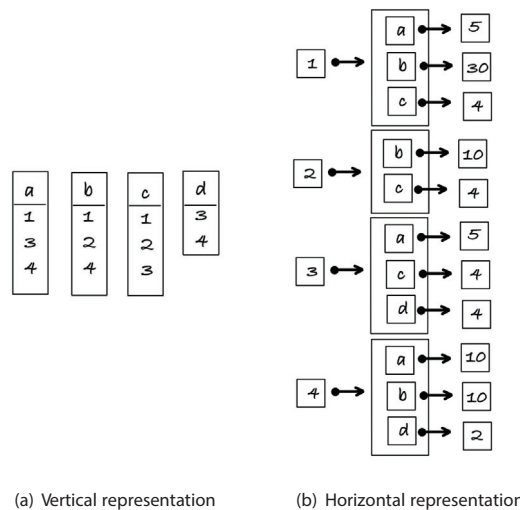 a b c d
1 1 1 3
3 2 2 4
4 4 3
(a) Vertical representation
a 5
1 b 30
c 4
b 10
2 c 4
a 5
3 c 4
d 4
a 10
4 b 10
d 2
(b) Horizontal representation